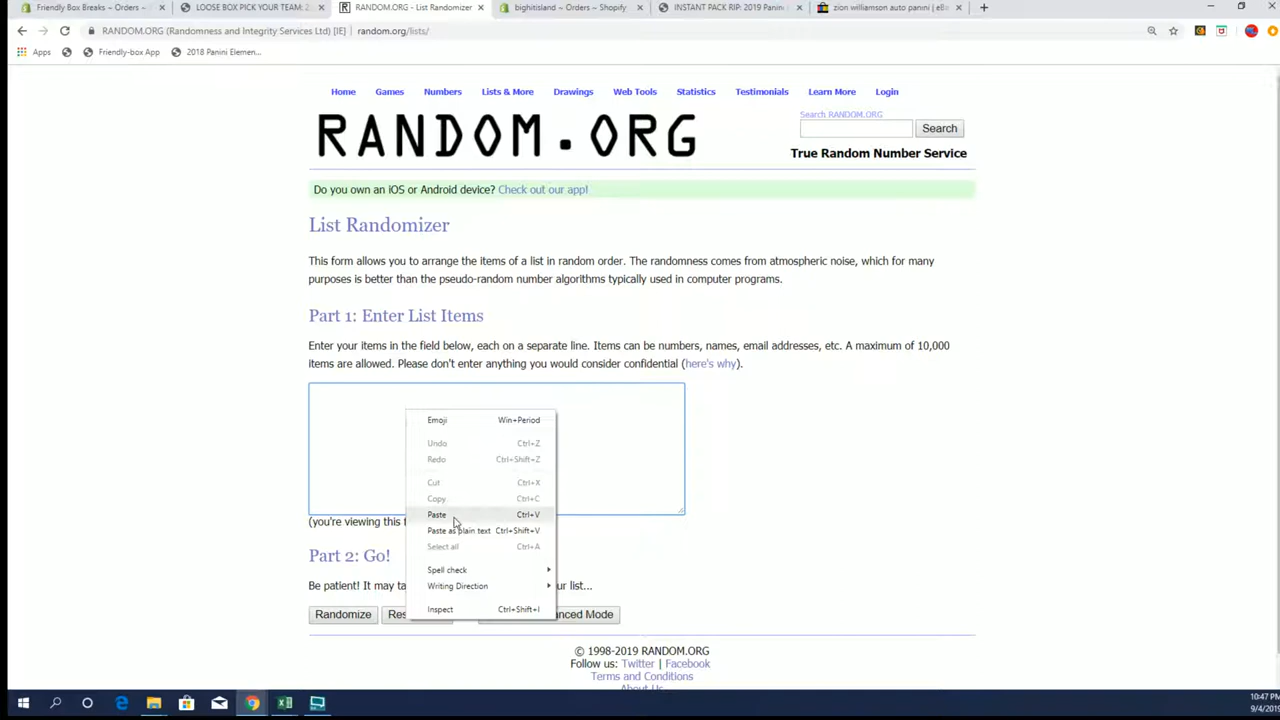 Friendly Box Breaks ~ Orders ~
LOOSE BOX PICK YOUR TEAM: 2
RANDOM.ORG - List Randomizer
bighitisland ~ Orders ~ Shopify
INSTANT PACK RIP: 2019 Panini
zion williamson auto panini | eBa
RANDOM.ORG (Randomness and Integrity Services Ltd) [IE] random.org/lists/
Apps Friendly-box App 2018 Panini Elemen...
Home Games Numbers Lists & More Drawings Web Tools Statistics Testimonials Learn More Login
RANDOM.ORG
Search RANDOM.ORG
Search
True Random Number Service
Do you own an iOS or Android device? Check out our app!
List Randomizer
This form allows you to arrange the items of a list in random order. The randomness comes from atmospheric noise, which for many
purposes is better than the pseudo-random number algorithms typically used in computer programs.
Part 1: Enter List Items
Enter your items in the field below, each on a separate line. Items can be numbers, names, email addresses, etc. A maximum of 10,000
items are allowed. Please don't enter anything you would consider confidential (here's why).
Emoji Win+Period
Undo Ctrl+Z
Redo Ctrl+Shift+Z
Cut Ctrl+X
Copy Ctrl+C
Paste Ctrl+V
Paste as plain text Ctrl+Shift+V
Select all Ctrl+A
Spell check
Writing Direction
Inspect Ctrl+Shift+I
(you're viewing this
Part 2: Go!
Be patient! It may ta ur list...
Randomize Res anced Mode
© 1998-2019 RANDOM.ORG
Follow us: Twitter | Facebook
Terms and Conditions
About Us
10:47 PM
9/4/2019